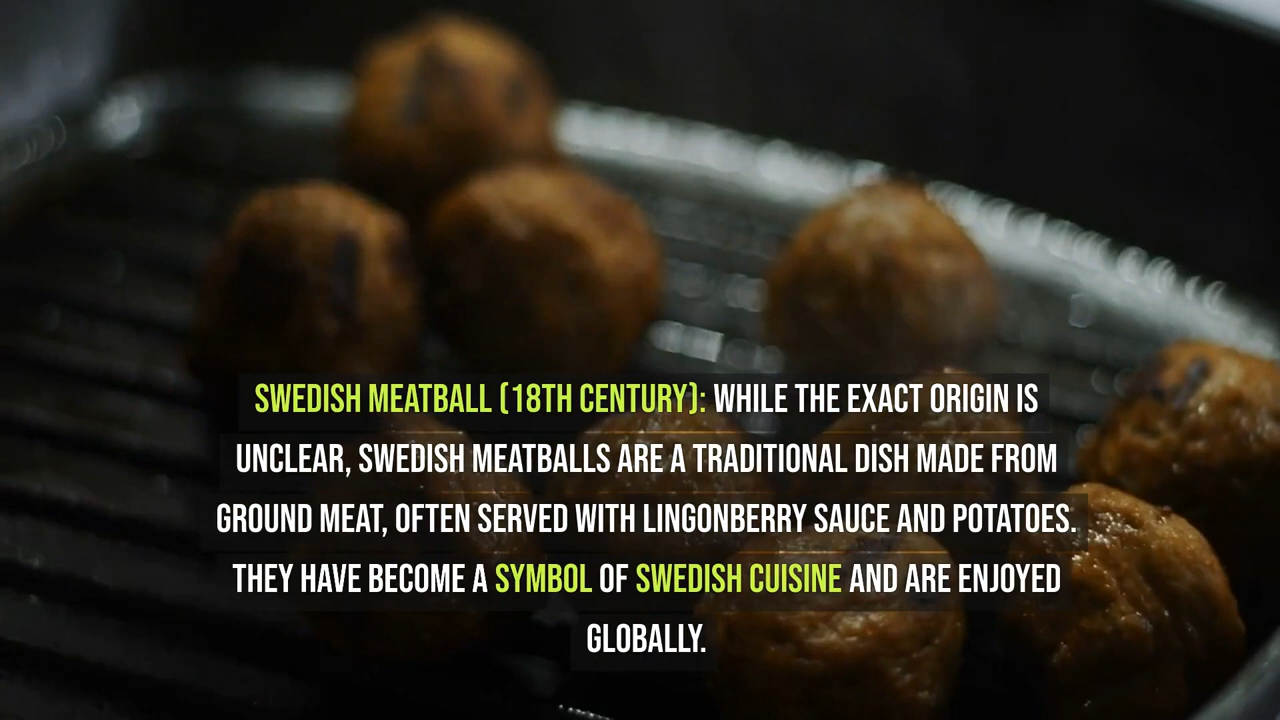 SWEDISH MEATBALL (18TH CENTURY): WHILE THE EXACT ORIGIN IS
UNCLEAR, SWEDISH MEATBALLS ARE A TRADITIONAL DISH MADE FROM
GROUND MEAT, OFTEN SERVED WITH LINGONBERRY SAUCE AND POTATOES.
THEY HAVE BECOME A SYMBOL OF SWEDISH CUISINE AND ARE ENJOYED
GLOBALLY.